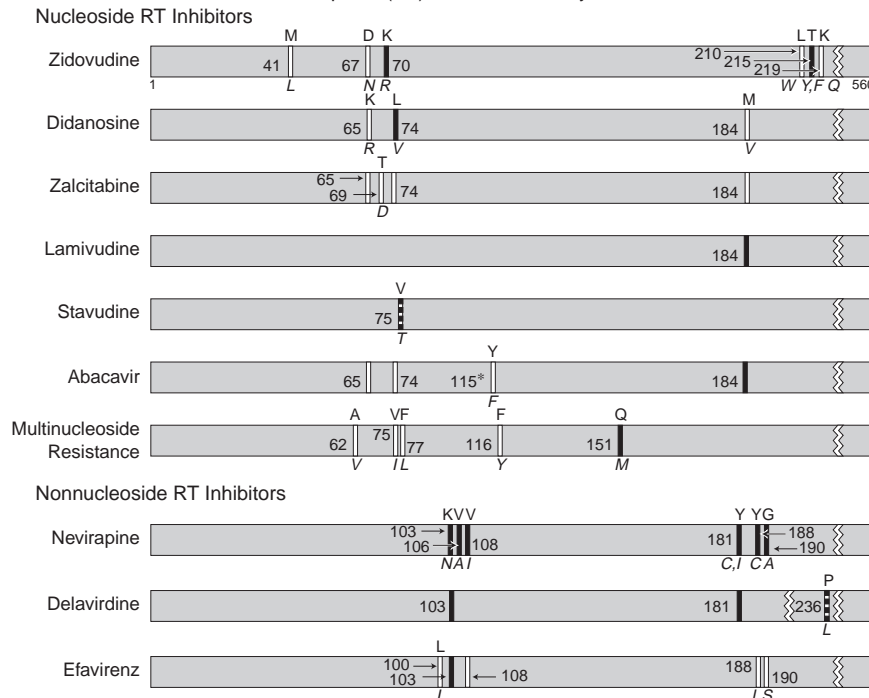 Nucleoside RT Inhibitors
M D K L T K
Zidovudine 41 67 70 210 215 219
1 L N R W Y,F Q 560
K L M
Didanosine 65 74 184
R V V
T
Zalcitabine 65 69 74 184
D
Lamivudine 184
V
Stavudine 75
T
Y
Abacavir 65 74 115* 184
F
A V F F Q
Multinucleoside
Resistance 62 75 77 116 151
V I L Y M
Nonnucleoside RT Inhibitors
K V V Y Y G
Nevirapine 103 106 108 181 188 190
N A I C,I C A
P
Delavirdine 103 181 236
L
L
Efavirenz 100 103 108 188 190
I L S